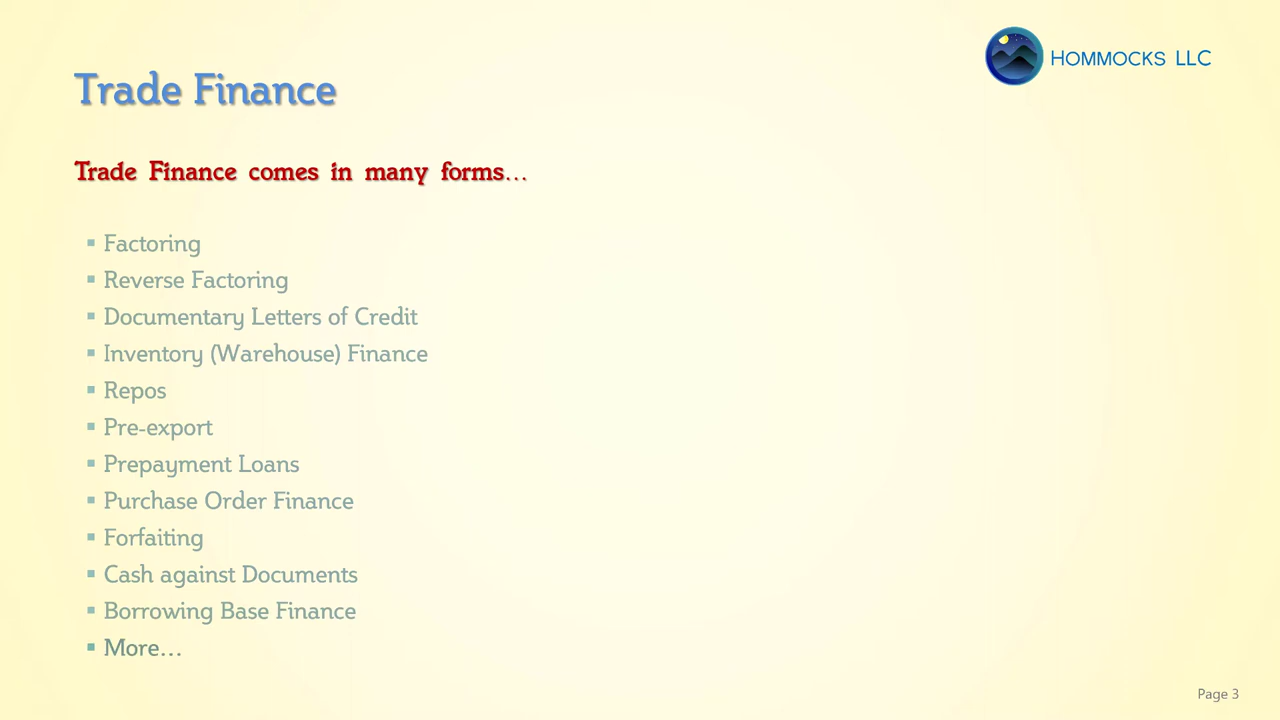 HOMMOCKS LLC
Trade Finance
Trade Finance comes in many forms...
▪ Factoring
▪ Reverse Factoring
▪ Documentary Letters of Credit
▪ Inventory (Warehouse) Finance
▪ Repos
▪ Pre-export
▪ Prepayment Loans
▪ Purchase Order Finance
▪ Forfaiting
▪ Cash against Documents
▪ Borrowing Base Finance
▪ More...
Page 3